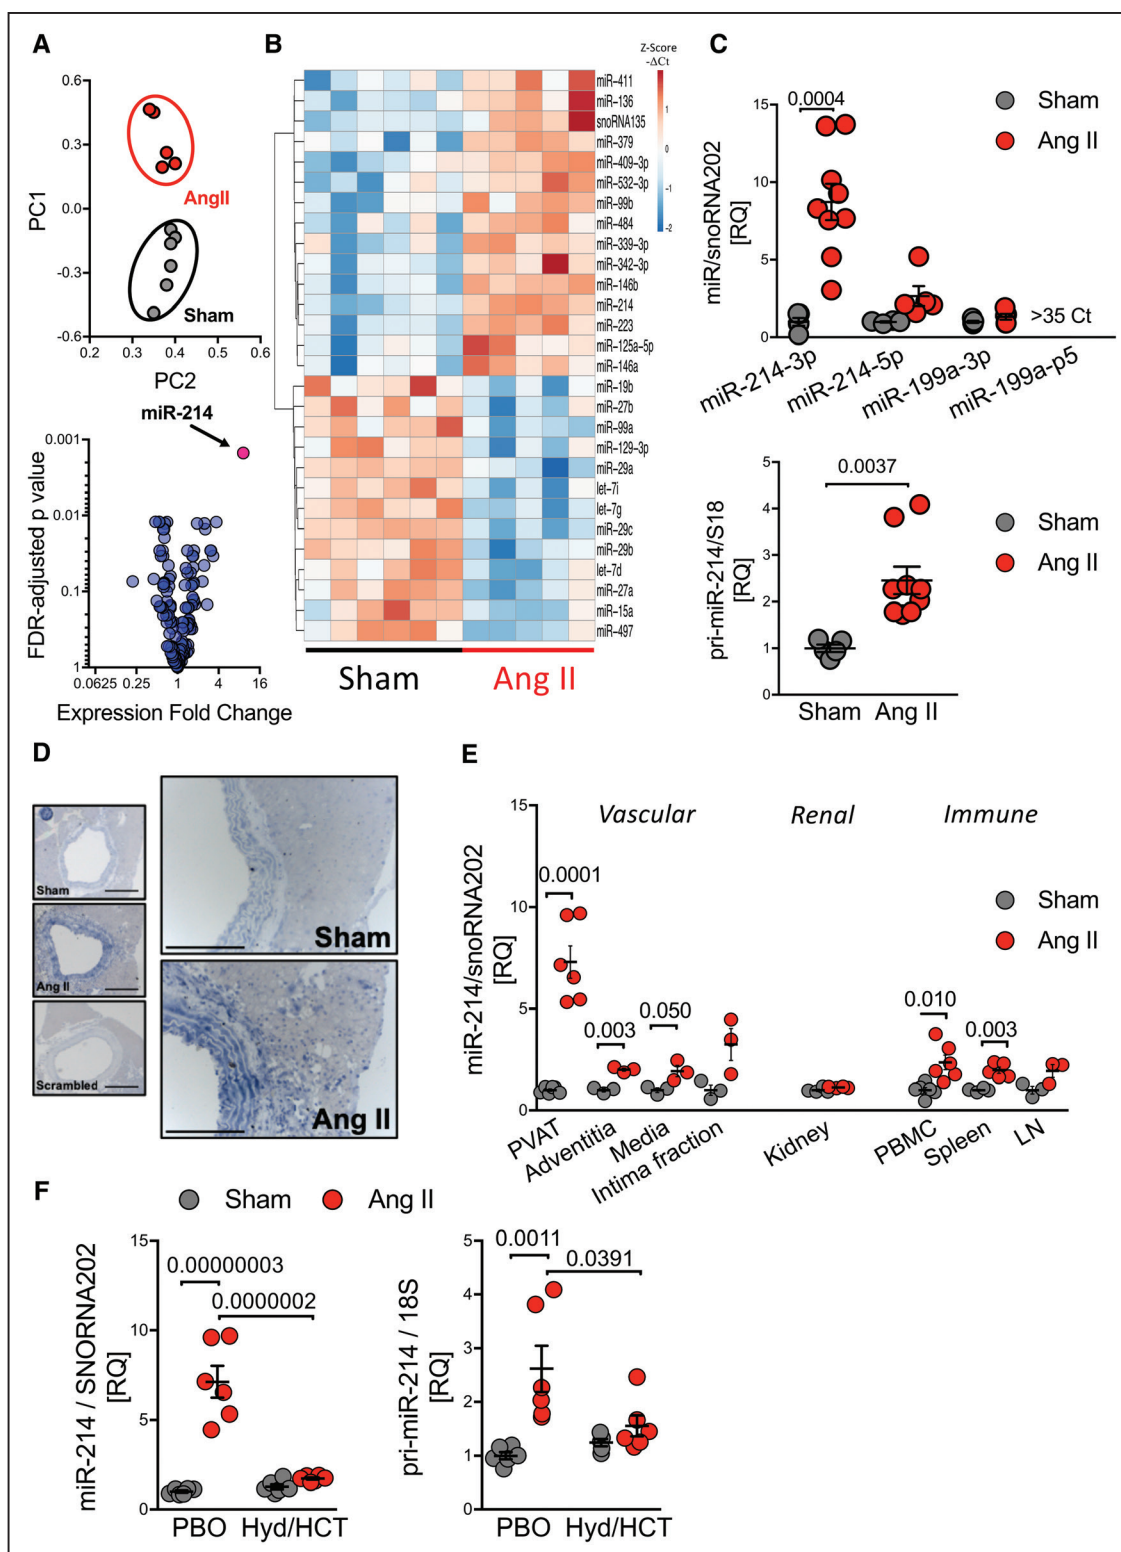 A
0.6
0.3
0.0
-0.3
-0.6
PC1
AngII
Sham
0.2
0.3
0.4
0.5
0.6
PC2
miR-214
0.001
0.01
0.1
1
FDR-adjusted p value
0.0625
0.25
1
4
16
Expression Fold Change
B
Z-Score
-ΔCt
1
0
-1
-2
miR-411
miR-136
snoRNA135
miR-379
miR-409-3p
miR-532-3p
miR-99b
miR-484
miR-339-3p
miR-342-3p
miR-146b
miR-214
miR-223
miR-125a-5p
miR-146a
miR-19b
miR-27b
miR-99a
miR-129-3p
miR-29a
let-7i
let-7g
miR-29c
miR-29b
let-7d
miR-27a
miR-15a
miR-497
Sham
Ang II
C
15
10
5
0
miR/snoRNA202
[RQ]
0.0004
Sham
Ang II
>35 Ct
miR-214-3p
miR-214-5p
miR-199a-3p
miR-199a-p5
5
4
3
2
1
0
pri-miR-214/S18
[RQ]
0.0037
Sham
Ang II
Sham
Ang II
D
Sham
Ang II
Scrambled
Sham
Ang II
E
15
10
5
0
miR-214/snoRNA202
[RQ]
Vascular
Renal
Immune
Sham
Ang II
0.0001
0.003
0.050
0.010
0.003
PVAT
Adventitia
Media
Intima fraction
Kidney
PBMC
Spleen
LN
F
Sham
Ang II
15
10
5
0
miR-214 / SNORNA202
[RQ]
0.00000003
0.0000002
PBO
Hyd/HCT
5
4
3
2
1
0
pri-miR-214 / 18S
[RQ]
0.0011
0.0391
PBO
Hyd/HCT